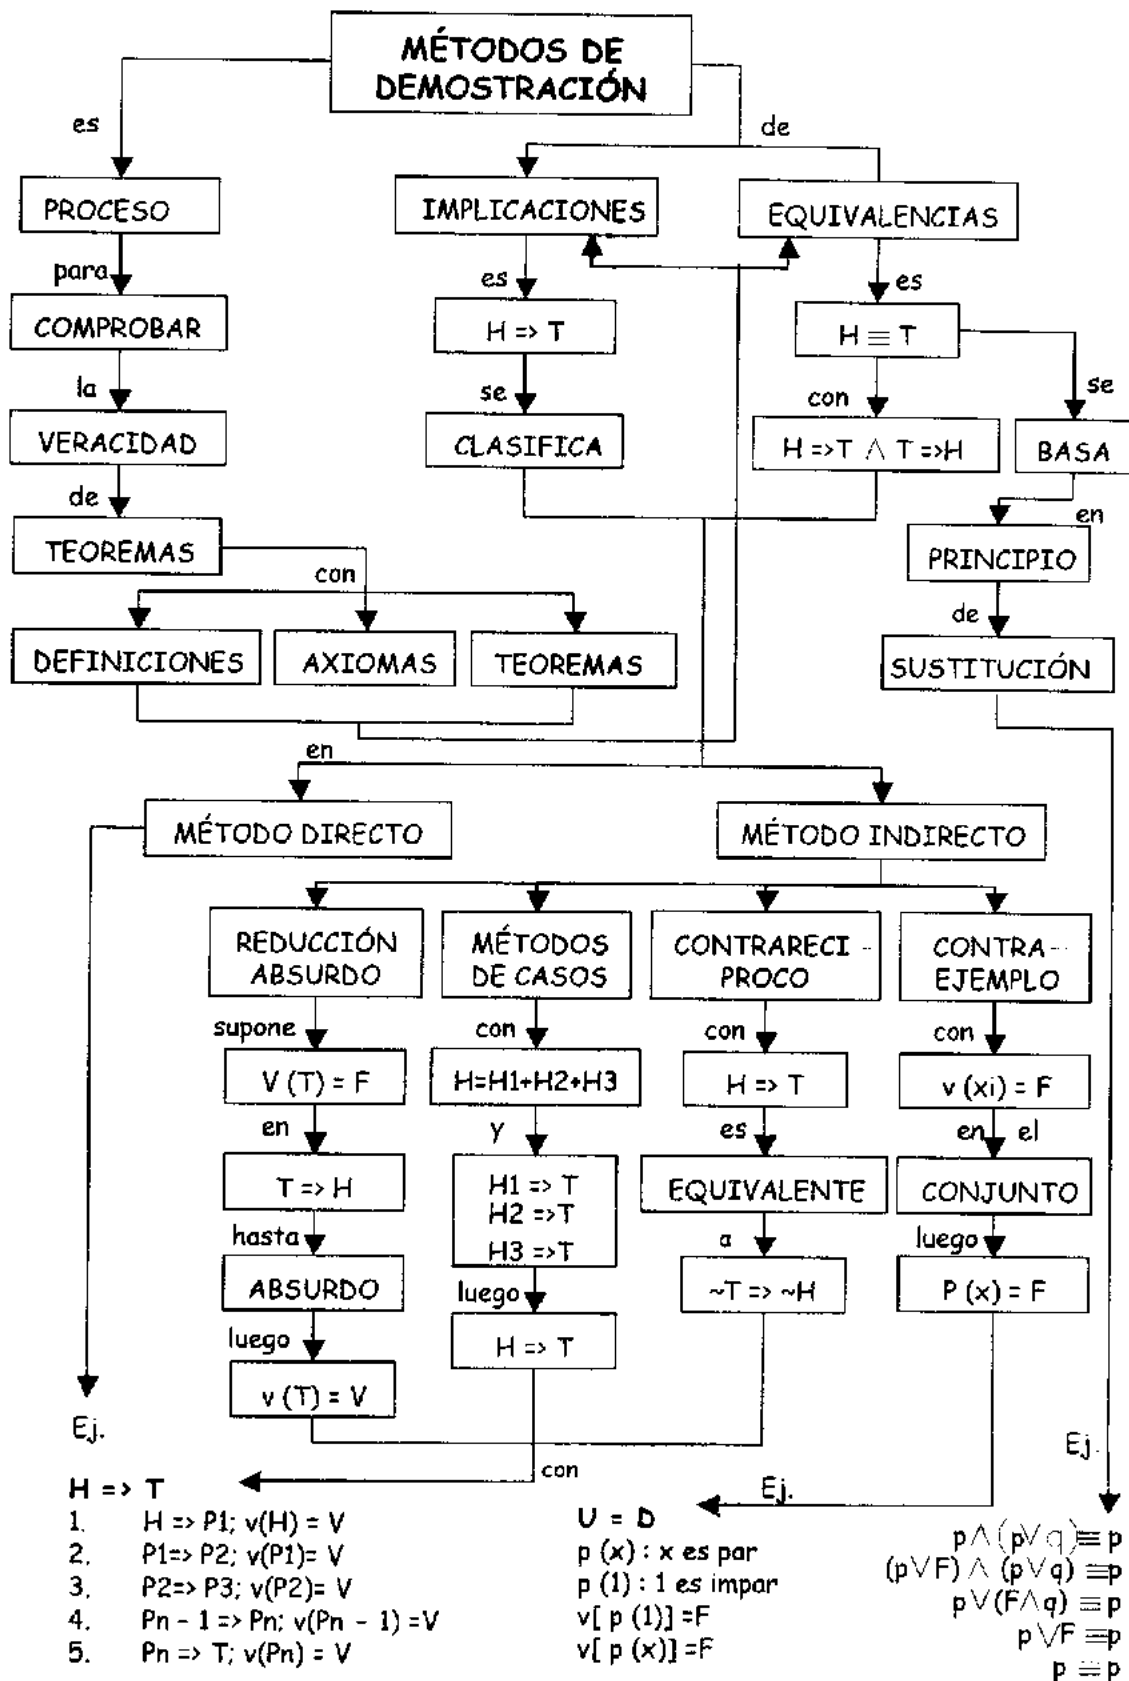 MÉTODOS DE
DEMOSTRACIÓN
es
de
PROCESO
IMPLICACIONES
EQUIVALENCIAS
para
es
es
COMPROBAR
H => T
H ≡ T
la
se
con
se
VERACIDAD
CLASIFICA
H =>T ∧ T =>H
BASA
de
en
TEOREMAS
PRINCIPIO
con
de
DEFINICIONES
AXIOMAS
TEOREMAS
SUSTITUCIÓN
en
MÉTODO DIRECTO
MÉTODO INDIRECTO
REDUCCIÓN
ABSURDO
MÉTODOS
DE CASOS
CONTRARECI
PROCO
CONTRA-
EJEMPLO
supone
con
con
con
V (T) = F
H=H1+H2+H3
H => T
v (xi) = F
en
y
es
en el
T => H
H1 => T
H2 =>T
H3 =>T
EQUIVALENTE
CONJUNTO
hasta
a
luego
ABSURDO
luego
~T => ~H
P (x) = F
luego
H => T
v (T) = V
Ej.
con
Ej.
Ej.
H => T
1. H => P1; v(H) = V
2. P1=> P2; v(P1)= V
3. P2=> P3; v(P2)= V
4. Pn - 1 => Pn; v(Pn - 1) =V
5. Pn => T; v(Pn) = V
U = D
p (x) : x es par
p (1) : 1 es impar
v[ p (1)] =F
v[ p (x)] =F
p ∧ (p ∨ q) ≡ p
(p ∨ F) ∧ (p ∨ q) ≡p
p ∨ (F ∧ q) ≡ p
p ∨ F ≡p
p ≡ p